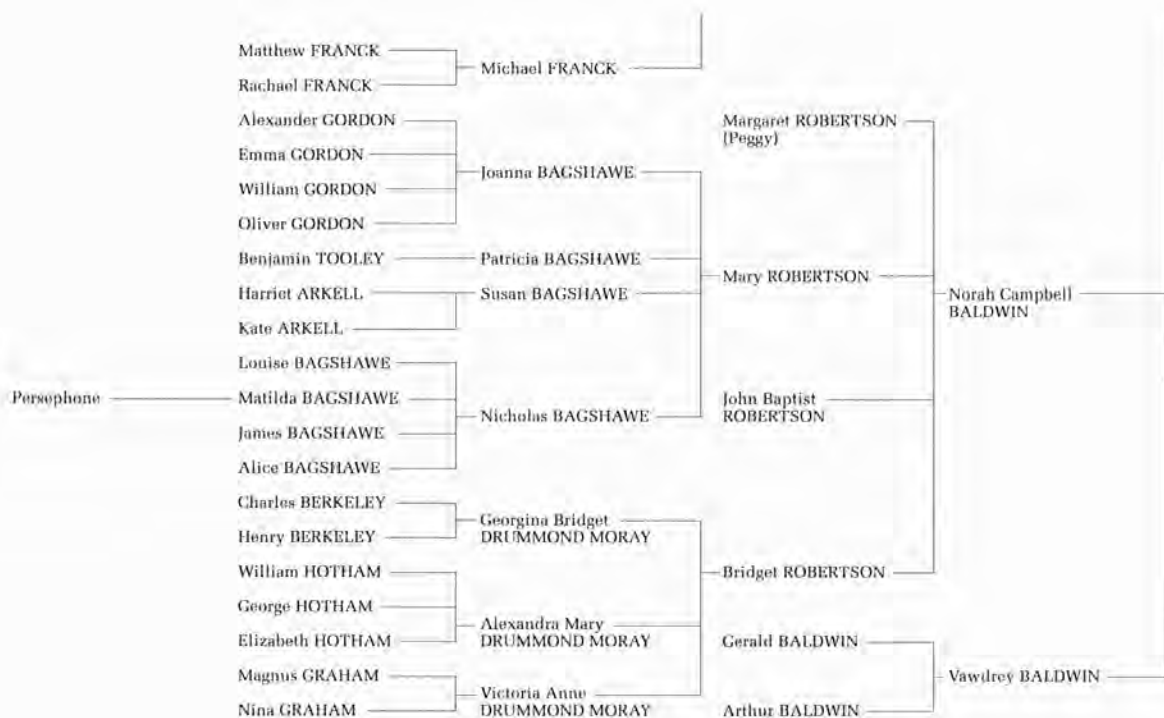 Matthew FRANCK
Rachael FRANCK
Michael FRANCK
Alexander GORDON
Emma GORDON
William GORDON
Oliver GORDON
Joanna BAGSHAWE
Margaret ROBERTSON
(Peggy)
Benjamin TOOLEY
Patricia BAGSHAWE
Harriet ARKELL
Kate ARKELL
Susan BAGSHAWE
Mary ROBERTSON
Norah Campbell
BALDWIN
Persephone
Louise BAGSHAWE
Matilda BAGSHAWE
James BAGSHAWE
Alice BAGSHAWE
Nicholas BAGSHAWE
John Baptist
ROBERTSON
Charles BERKELEY
Henry BERKELEY
Georgina Bridget
DRUMMOND MORAY
William HOTHAM
George HOTHAM
Elizabeth HOTHAM
Alexandra Mary
DRUMMOND MORAY
Bridget ROBERTSON
Magnus GRAHAM
Nina GRAHAM
Victoria Anne
DRUMMOND MORAY
Gerald BALDWIN
Arthur BALDWIN
Vawdrey BALDWIN